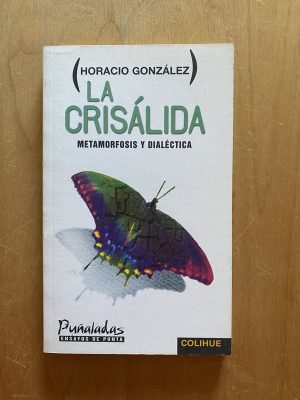 (HORACIO GONZÁLEZ)
LA
CRISÁLIDA
METAMORFOSIS Y DIALÉCTICA
Puñaladas
ENSAYOS DE PUNTA
COLIHUE